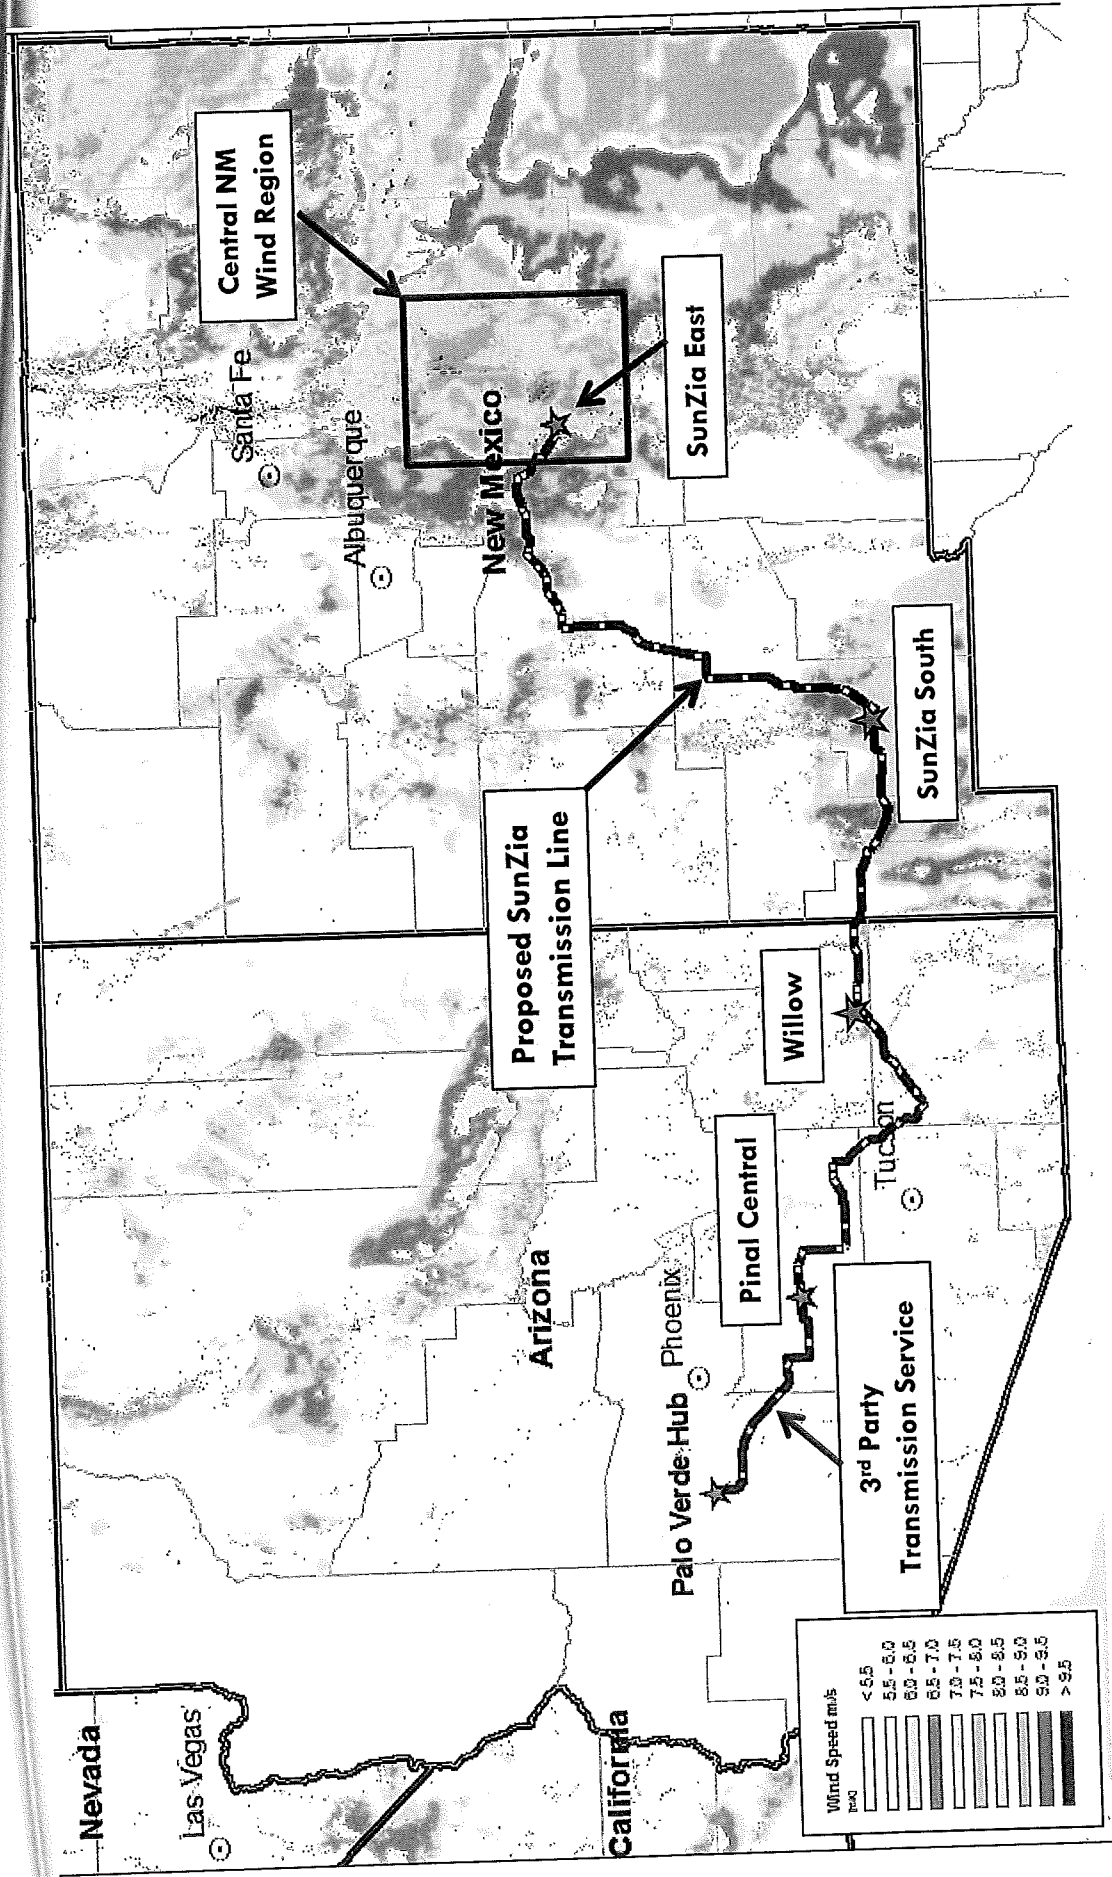 Nevada
Las Vegas
California
Arizona
Phoenix
Palo Verde Hub
Tucson
New Mexico
Albuquerque
Santa Fe
Central NM
Wind Region
SunZia East
SunZia South
Proposed SunZia
Transmission Line
Willow
Pinal Central
3rd Party
Transmission Service
Wind Speed m/s
< 5.5
5.5 - 6.0
6.0 - 6.5
6.5 - 7.0
7.0 - 7.5
7.5 - 8.0
8.0 - 8.5
8.5 - 9.0
9.0 - 9.5
> 9.5